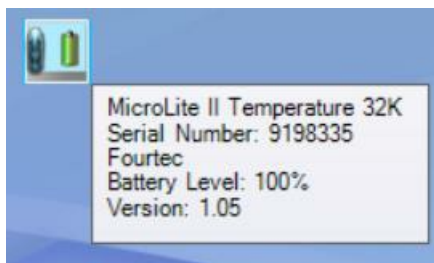 MicroLite II Temperature 32K
Serial Number: 9198335
Fourtec
Battery Level: 100%
Version: 1.05